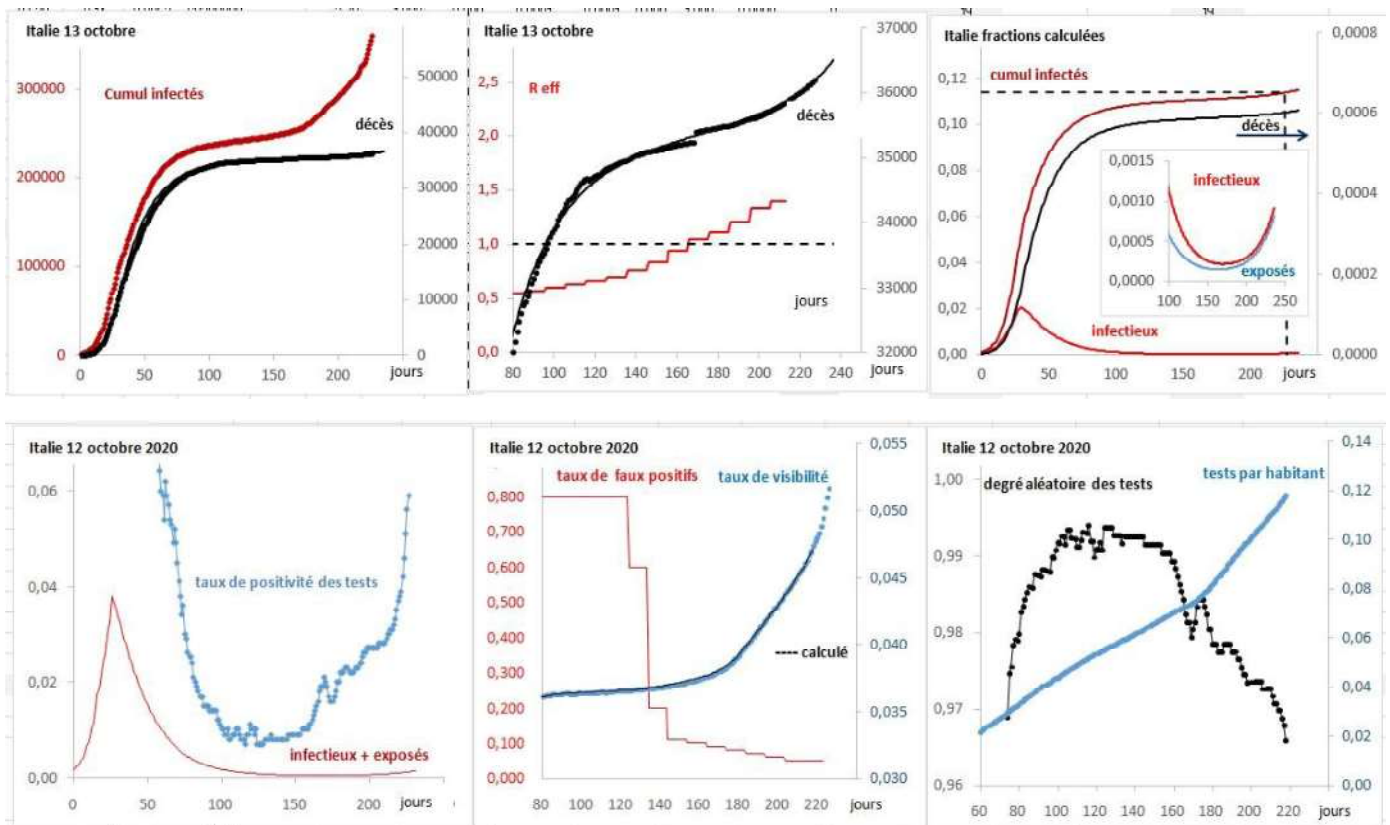 Italie 13 octobre
300000
200000
100000
0
Cumul infectés
décès
50000
40000
30000
20000
10000
0
0 50 100 150 200
jours
Italie 13 octobre
2,5
2,0
1,5
1,0
0,5
0,0
R eff
décès
jours
37000
36000
35000
34000
33000
32000
80 100 120 140 160 180 200 220 240
jours
Italie fractions calculées
0,12
0,10
0,08
0,06
0,04
0,02
0,00
cumul infectés
décès
0,0015
0,0010
0,0005
0,0000
infectieux
exposés
100 150 200 250
infectieux
0,0008
0,0006
0,0004
0,0002
0,0000
0 50 100 150 200
jours
Italie 12 octobre 2020
0,06
0,04
0,02
0,00
taux de positivité des tests
infectieux + exposés
0 50 100 150 200
jours
Italie 12 octobre 2020
taux de faux positifs
taux de visibilité
0,800
0,700
0,600
0,500
0,400
0,300
0,200
0,100
0,000
calculé
0,055
0,050
0,045
0,040
0,035
0,030
80 100 120 140 160 180 200 220
jours
Italie 12 octobre 2020
1,00
0,99
0,98
0,97
0,96
degré aléatoire des tests
tests par habitant
0,14
0,12
0,10
0,08
0,06
0,04
0,02
0,00
60 80 100 120 140 160 180 200 220
jours